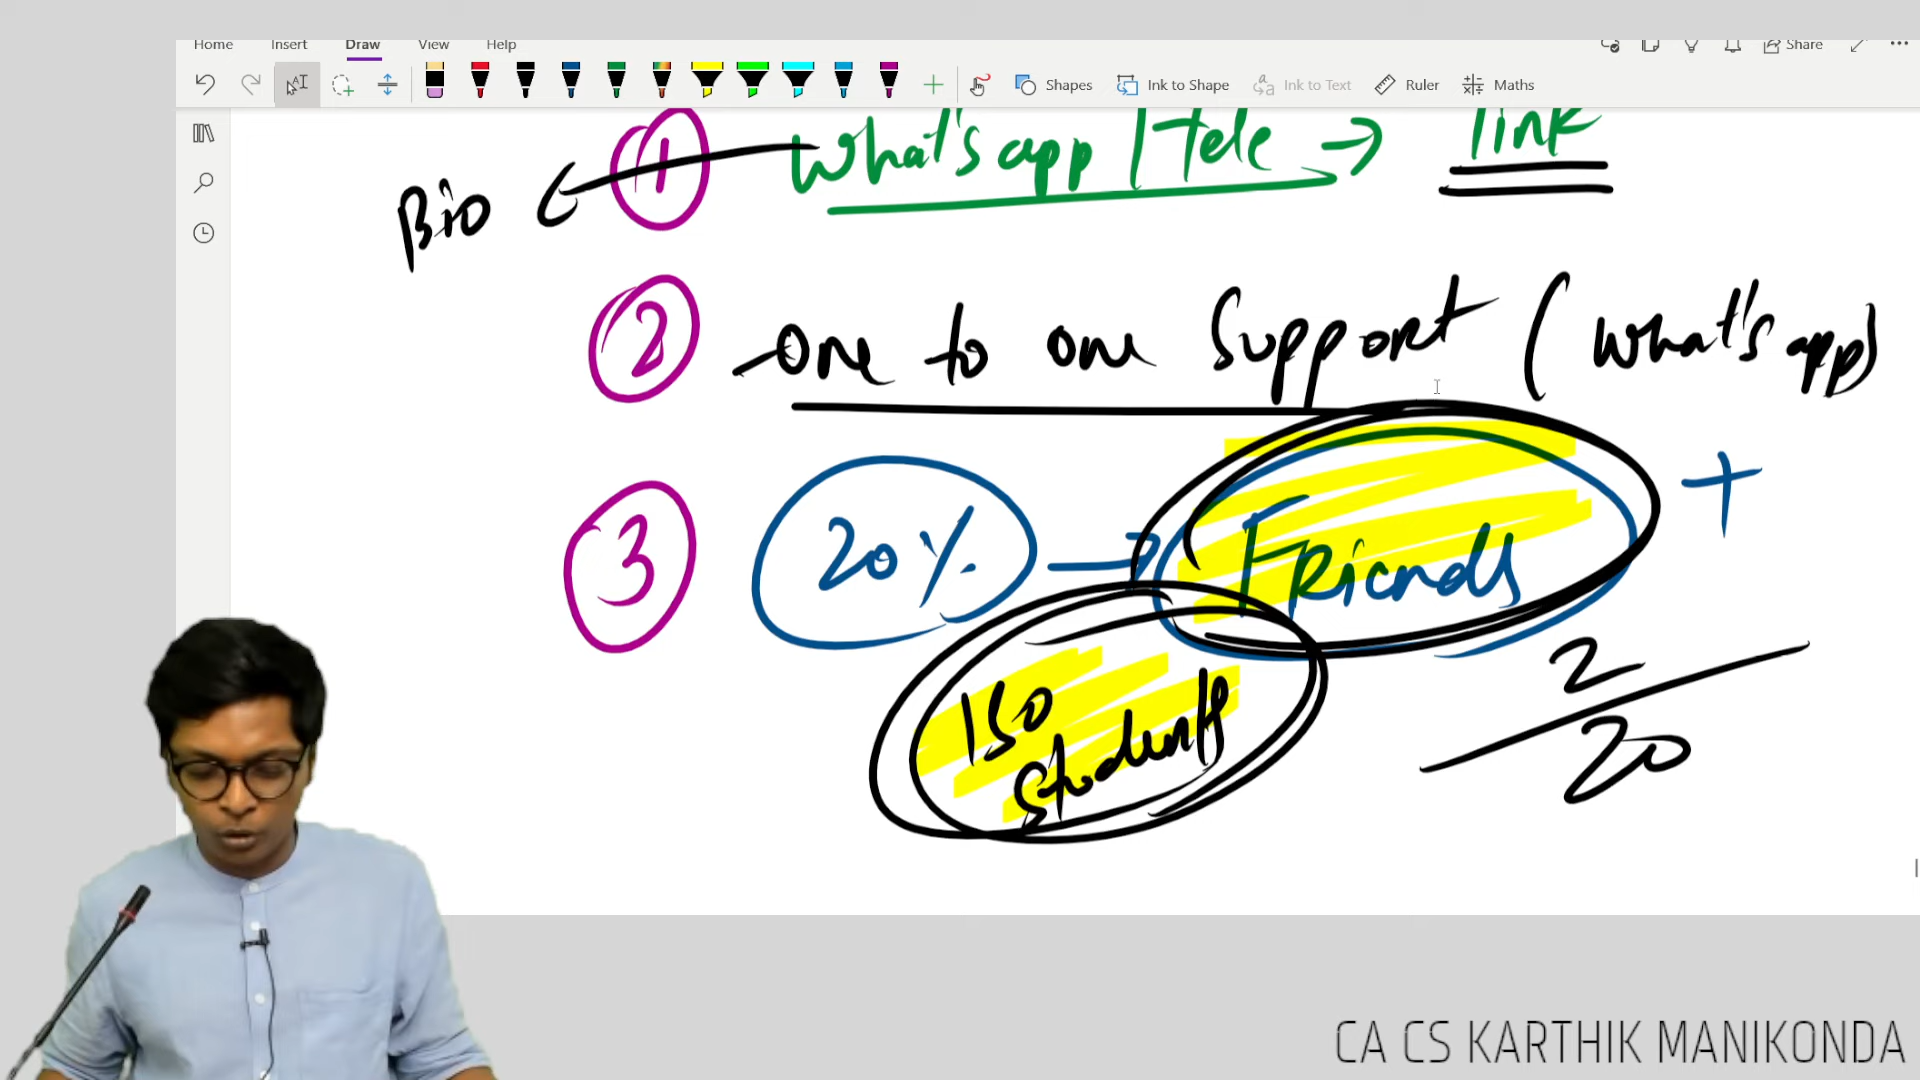 Home Insert Draw View Help Share
Shapes Ink to Shape Ink to Text Ruler Maths
1 What's app / Tele → link
Bio
2 one to one Support (What's app)
3 20% → Friends +
150 Students
2
20
CA CS KARTHIK MANIKONDA